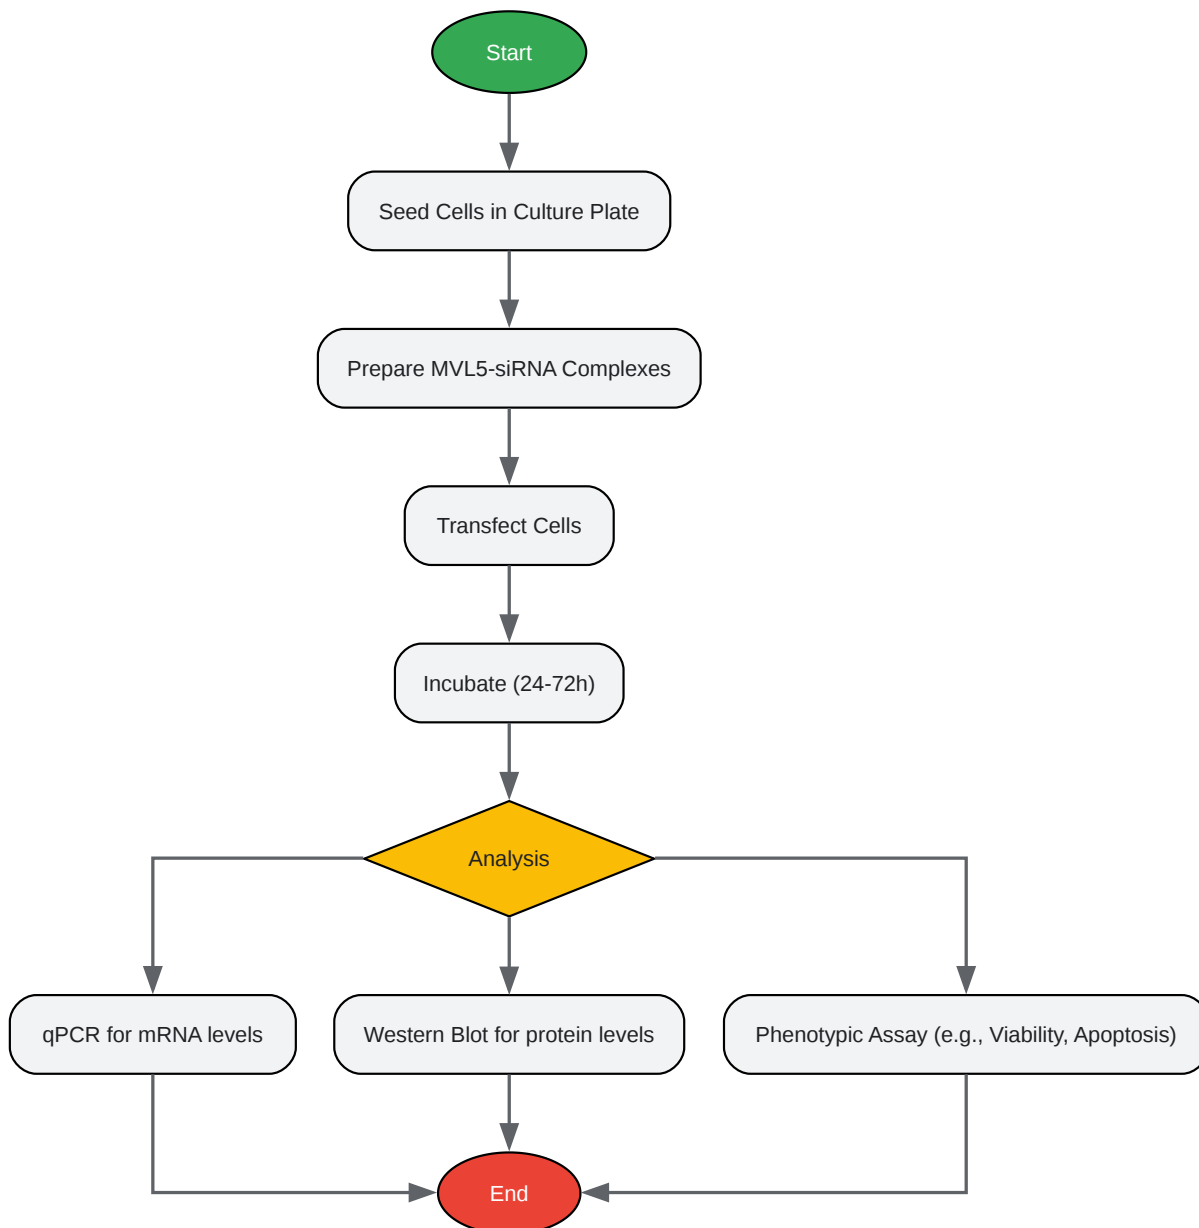 Start
Seed Cells in Culture Plate
Prepare MVL5-siRNA Complexes
Transfect Cells
Incubate (24-72h)
Analysis
qPCR for mRNA levels
Western Blot for protein levels
Phenotypic Assay (e.g., Viability, Apoptosis)
End